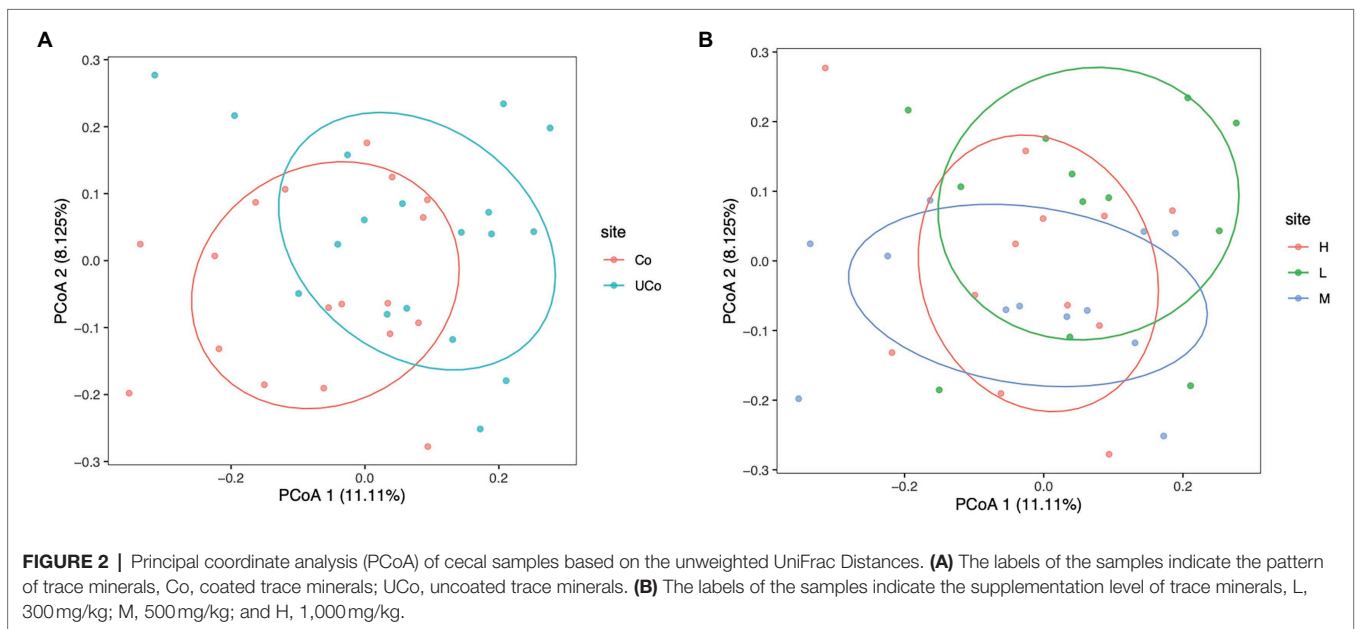 A
0.3
0.2
0.1
0.0
−0.1
−0.2
−0.3
PCoA 2 (8.125%)
−0.2
0.0
0.2
PCoA 1 (11.11%)
site
Co
UCo
B
0.3
0.2
0.1
0.0
−0.1
−0.2
−0.3
PCoA 2 (8.125%)
−0.2
0.0
0.2
PCoA 1 (11.11%)
site
H
L
M
FIGURE 2 | Principal coordinate analysis (PCoA) of cecal samples based on the unweighted UniFrac Distances. (A) The labels of the samples indicate the pattern
of trace minerals, Co, coated trace minerals; UCo, uncoated trace minerals. (B) The labels of the samples indicate the supplementation level of trace minerals, L,
300 mg/kg; M, 500 mg/kg; and H, 1,000 mg/kg.